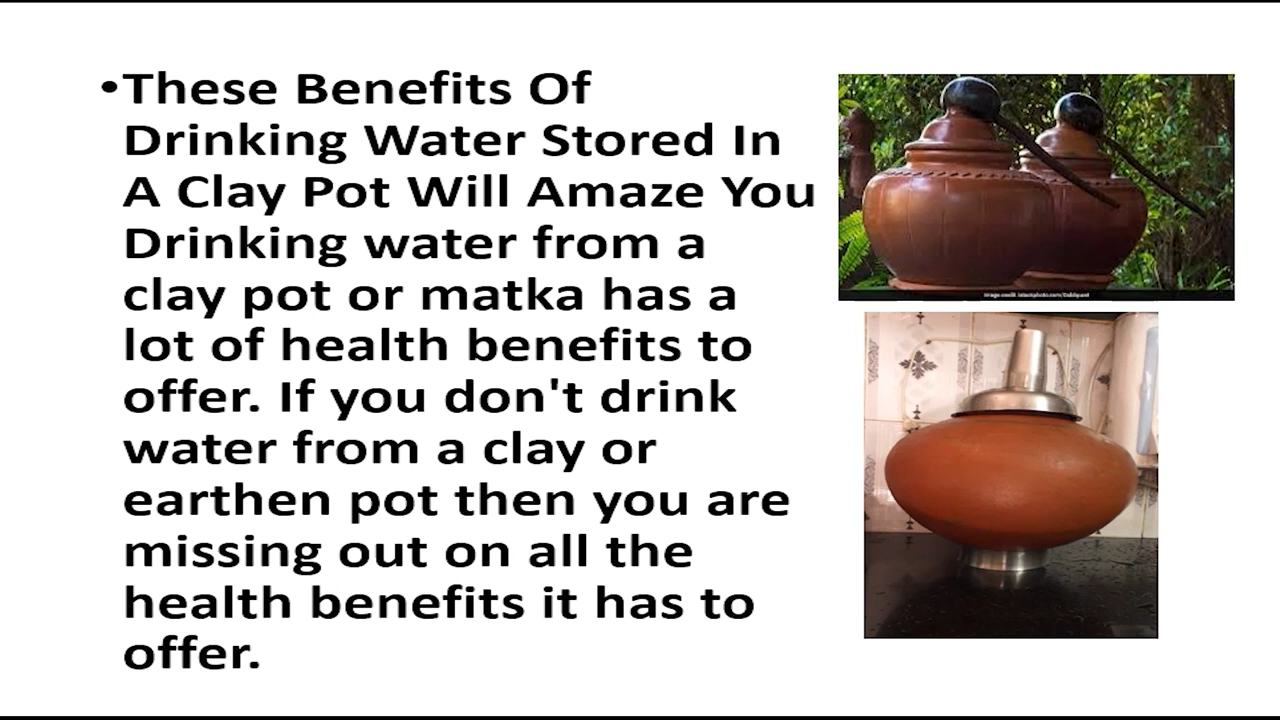 •These Benefits Of
Drinking Water Stored In
A Clay Pot Will Amaze You
Drinking water from a
clay pot or matka has a
lot of health benefits to
offer. If you don't drink
water from a clay or
earthen pot then you are
missing out on all the
health benefits it has to
offer.